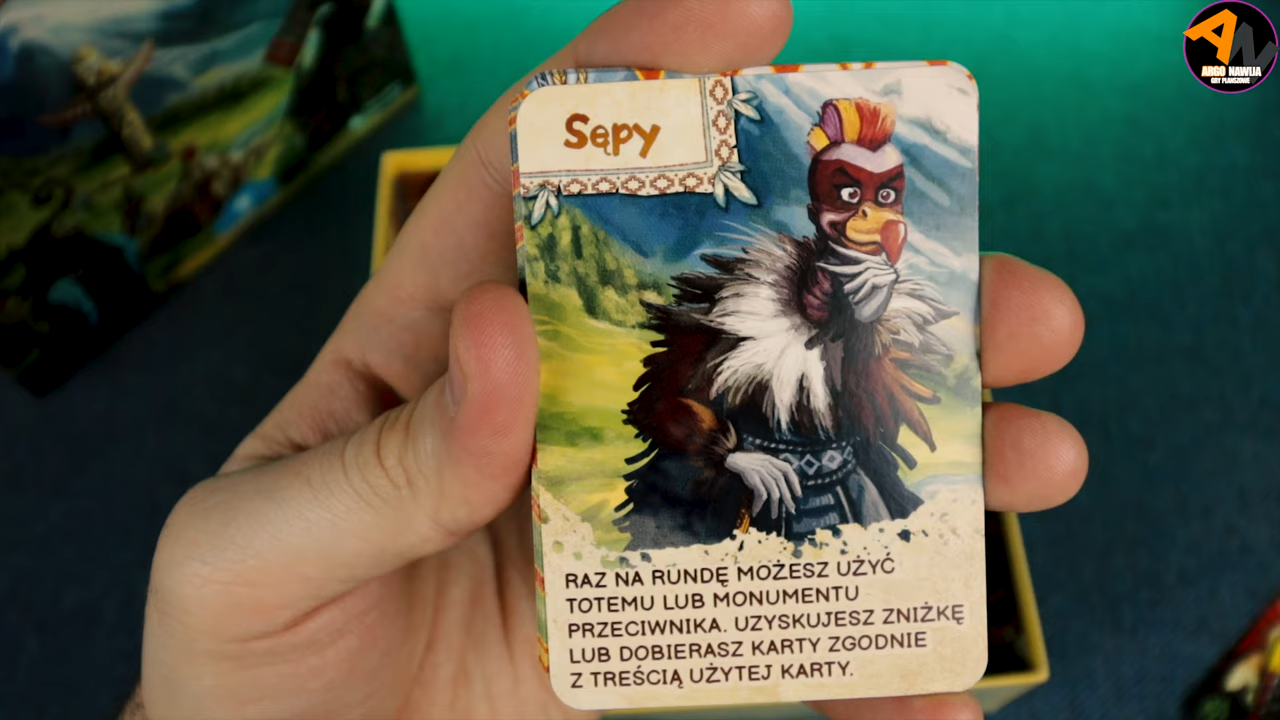 ARGO NAWIJA
GRY PLANSZOWE
Sępy
RAZ NA RUNDĘ MOŻESZ UŻYĆ
TOTEMU LUB MONUMENTU
PRZECIWNIKA. UZYSKUJESZ ZNIŻKĘ
LUB DOBIERASZ KARTY ZGODNIE
Z TREŚCIĄ UŻYTEJ KARTY.